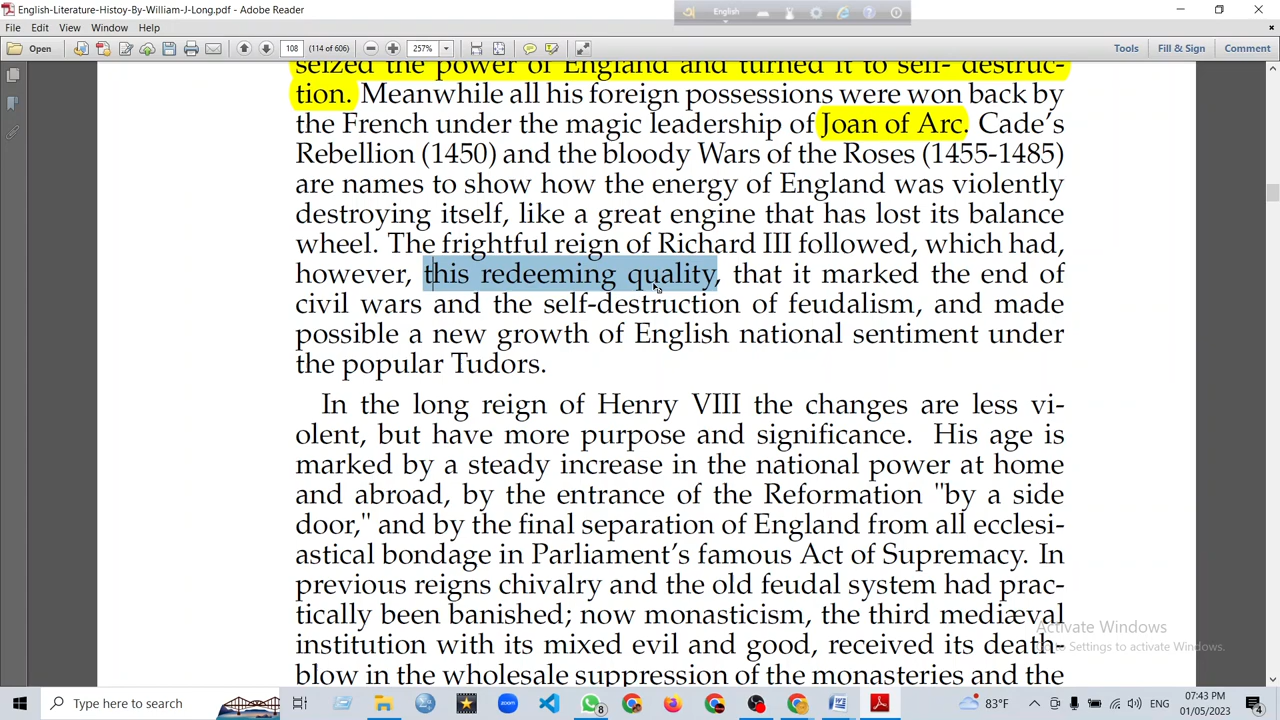 English-Literature-Histoy-By-William-J-Long.pdf - Adobe Reader
English
File Edit View Window Help
Open 108 (114 of 606) 257% Tools Fill & Sign Comment
seized the power of England and turned it to self- destruc-
tion. Meanwhile all his foreign possessions were won back by
the French under the magic leadership of Joan of Arc. Cade's
Rebellion (1450) and the bloody Wars of the Roses (1455-1485)
are names to show how the energy of England was violently
destroying itself, like a great engine that has lost its balance
wheel. The frightful reign of Richard III followed, which had,
however, this redeeming quality, that it marked the end of
civil wars and the self-destruction of feudalism, and made
possible a new growth of English national sentiment under
the popular Tudors.
In the long reign of Henry VIII the changes are less vi-
olent, but have more purpose and significance. His age is
marked by a steady increase in the national power at home
and abroad, by the entrance of the Reformation "by a side
door," and by the final separation of England from all ecclesi-
astical bondage in Parliament's famous Act of Supremacy. In
previous reigns chivalry and the old feudal system had prac-
tically been banished; now monasticism, the third mediæval
institution with its mixed evil and good, received its death-
blow in the wholesale suppression of the monasteries and the
Activate Windows
Go to Settings to activate Windows.
Type here to search
zoom
8
83°F
ENG
07:43 PM
01/05/2023
4